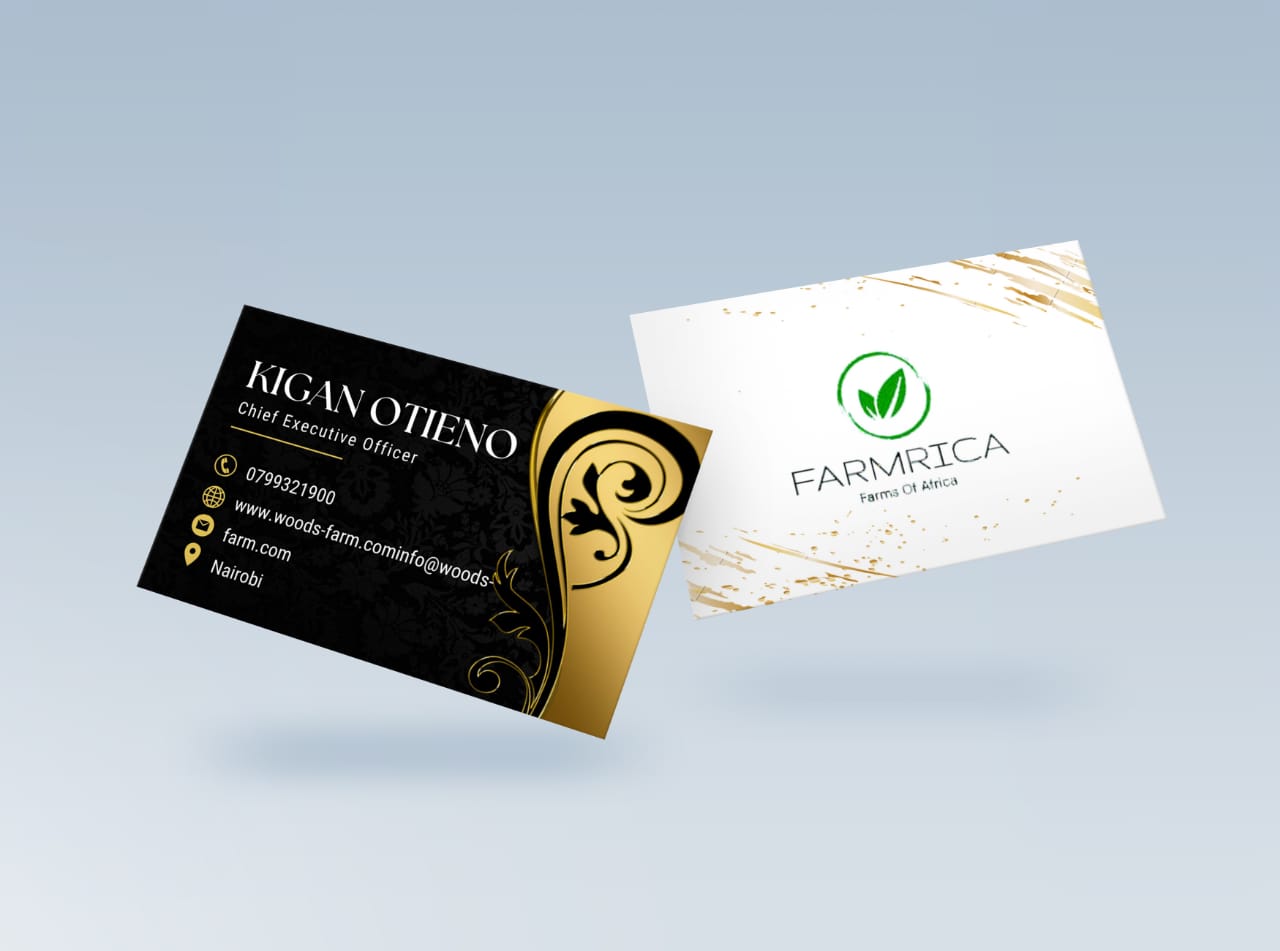 KIGAN OTIENO
Chief Executive Officer
0799321900
www.woods-farm.cominfo@woods-
farm.com
Nairobi
FARMRICA
Farms Of Africa